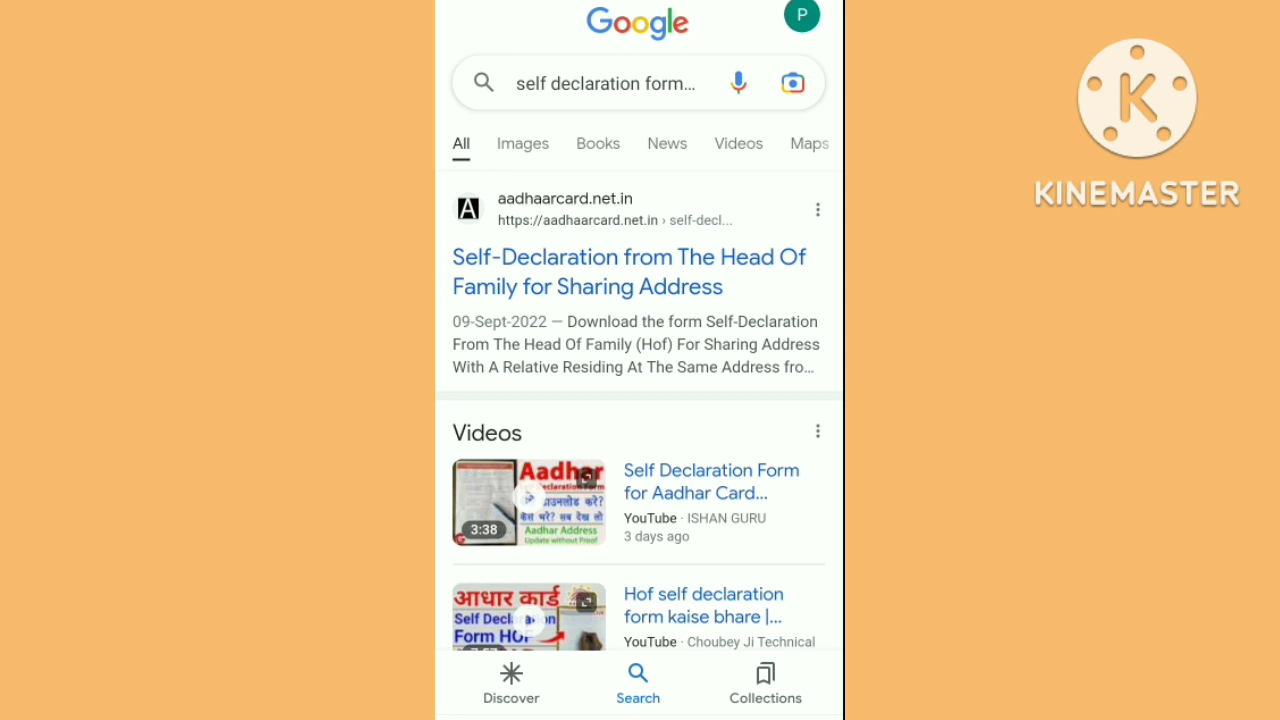 Google
P
self declaration form...
All Images Books News Videos Maps
A
aadhaarcard.net.in
https://aadhaarcard.net.in › self-decl...
Self-Declaration from The Head Of
Family for Sharing Address
09-Sept-2022 — Download the form Self-Declaration
From The Head Of Family (Hof) For Sharing Address
With A Relative Residing At The Same Address fro...
Videos
Aadhar
डाउनलोड करे?
कैसे भरे? सब देख लो
3:38
Aadhar Address
Update without Proof
Self Declaration Form
for Aadhar Card...
YouTube · ISHAN GURU
3 days ago
आधार कार्ड
Form HOF
Hof self declaration
form kaise bhare |...
YouTube · Choubey Ji Technical
Discover Search Collections
K
KINEMASTER